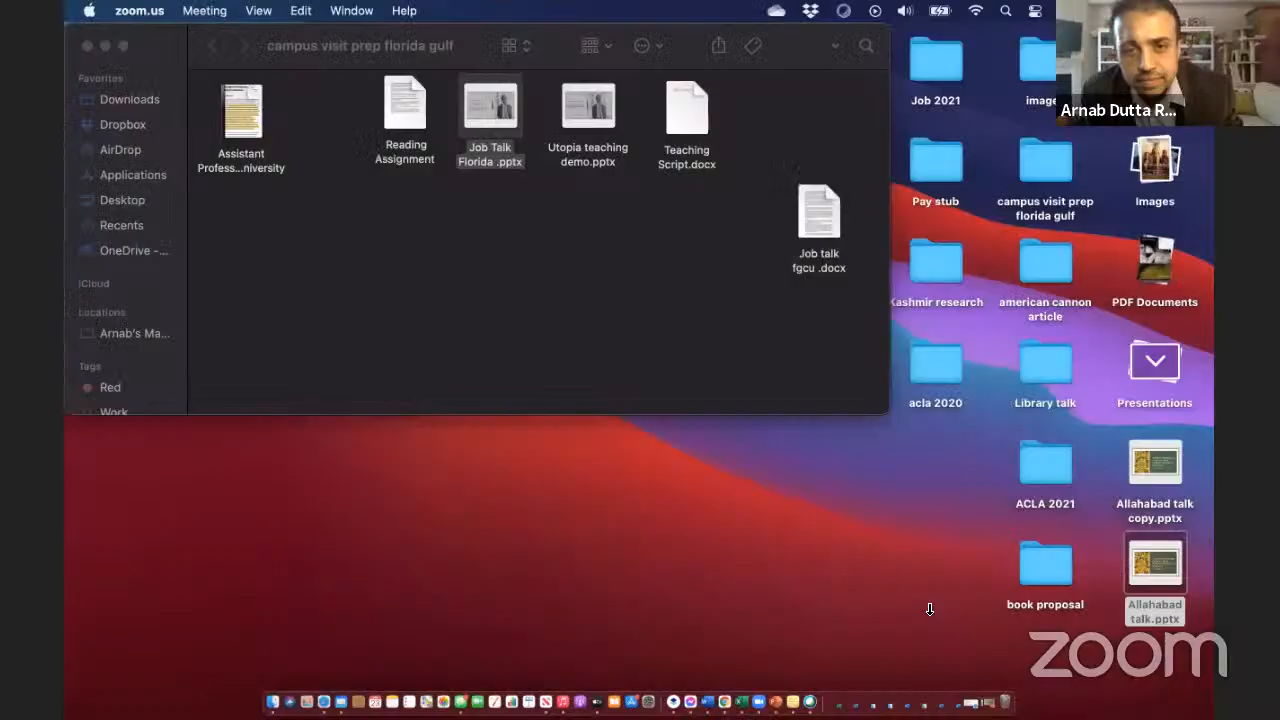 zoom.us Meeting View Edit Window Help
campus visit prep florida gulf
Favorites
Downloads
Dropbox
AirDrop
Applications
Desktop
Recents
OneDrive -...
iCloud
Locations
Arnab's Ma...
Tags
Red
Work
Assistant
Profess...niversity
Reading
Assignment
Job Talk
Florida .pptx
Utopia teaching
demo.pptx
Teaching
Script.docx
Job talk
fgcu .docx
Job 2021
image
Arnab Dutta R...
Pay stub
campus visit prep
florida gulf
Images
Kashmir research
american cannon
article
PDF Documents
acla 2020
Library talk
Presentations
ACLA 2021
Allahabad talk
copy.pptx
book proposal
Allahabad
talk.pptx
zoom